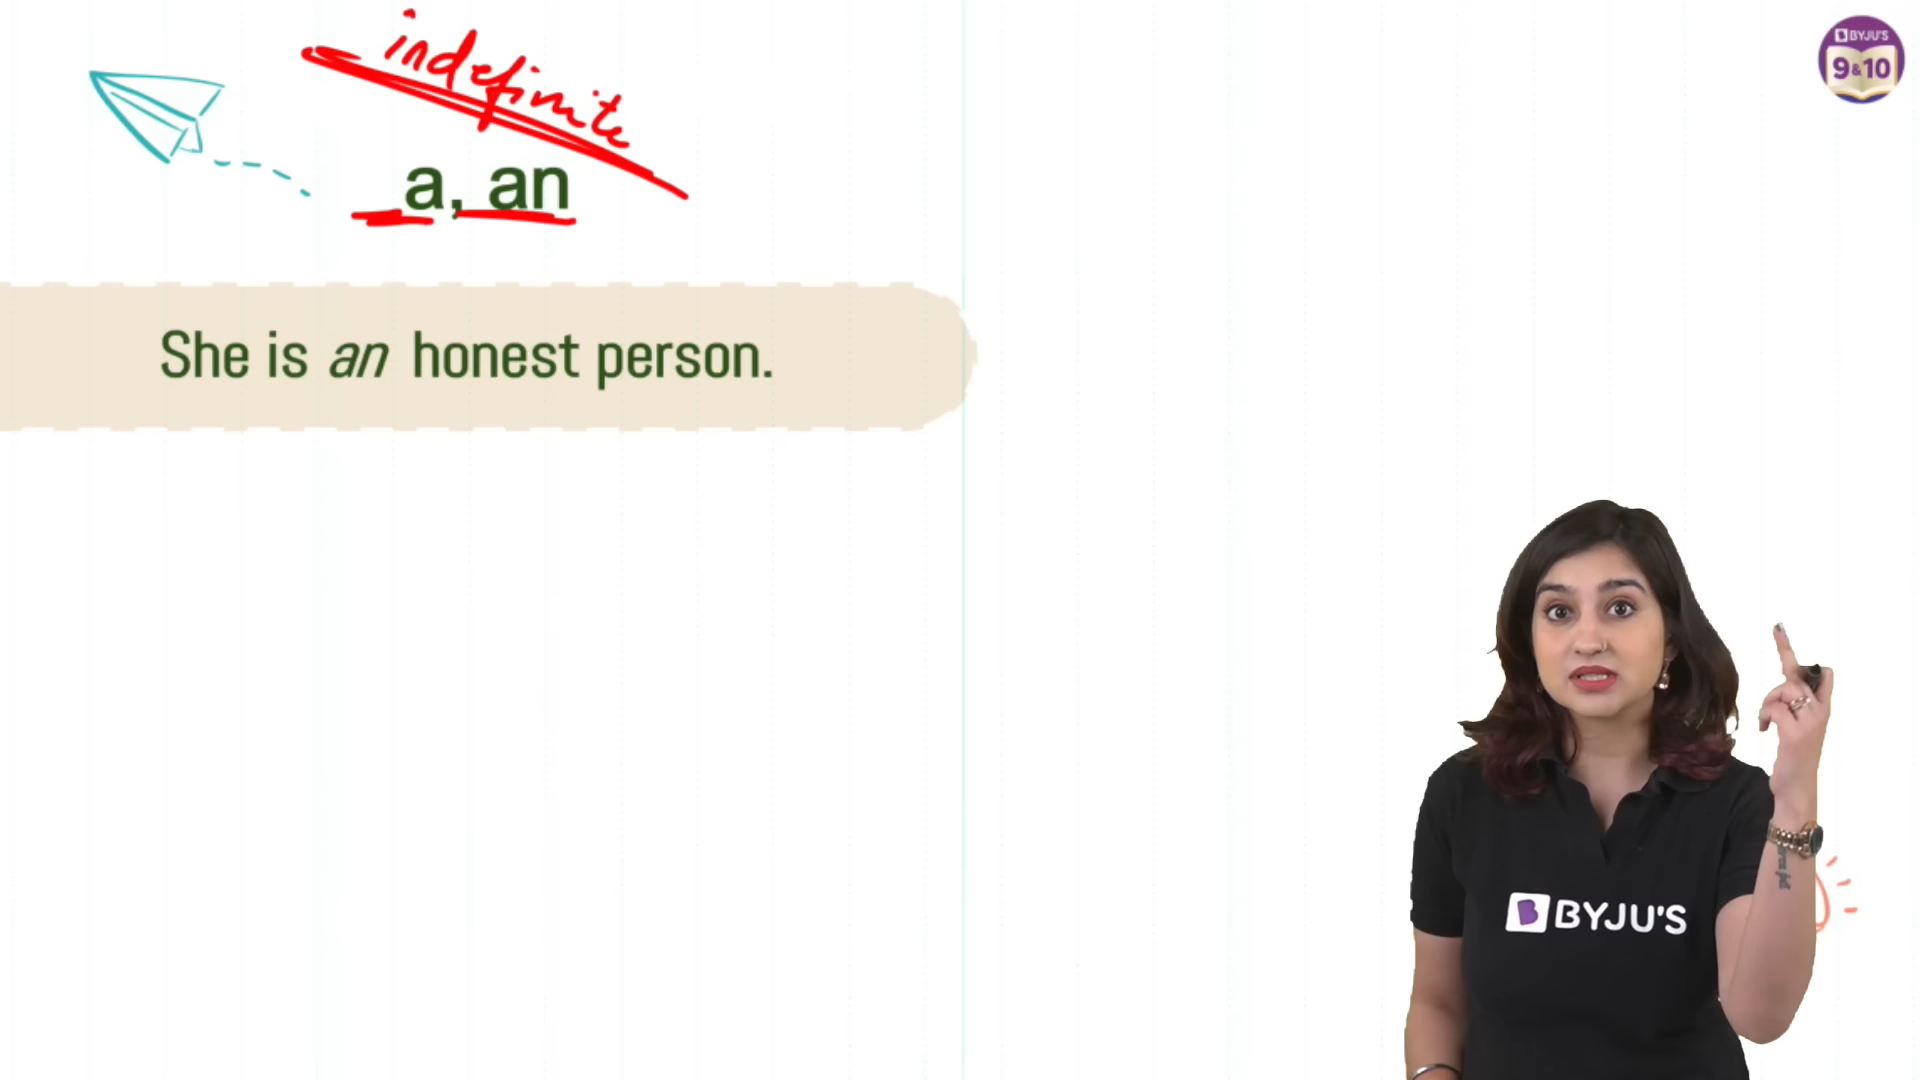 BYJU'S
9&10
indefinite
a, an
She is an honest person.
BYJU'S